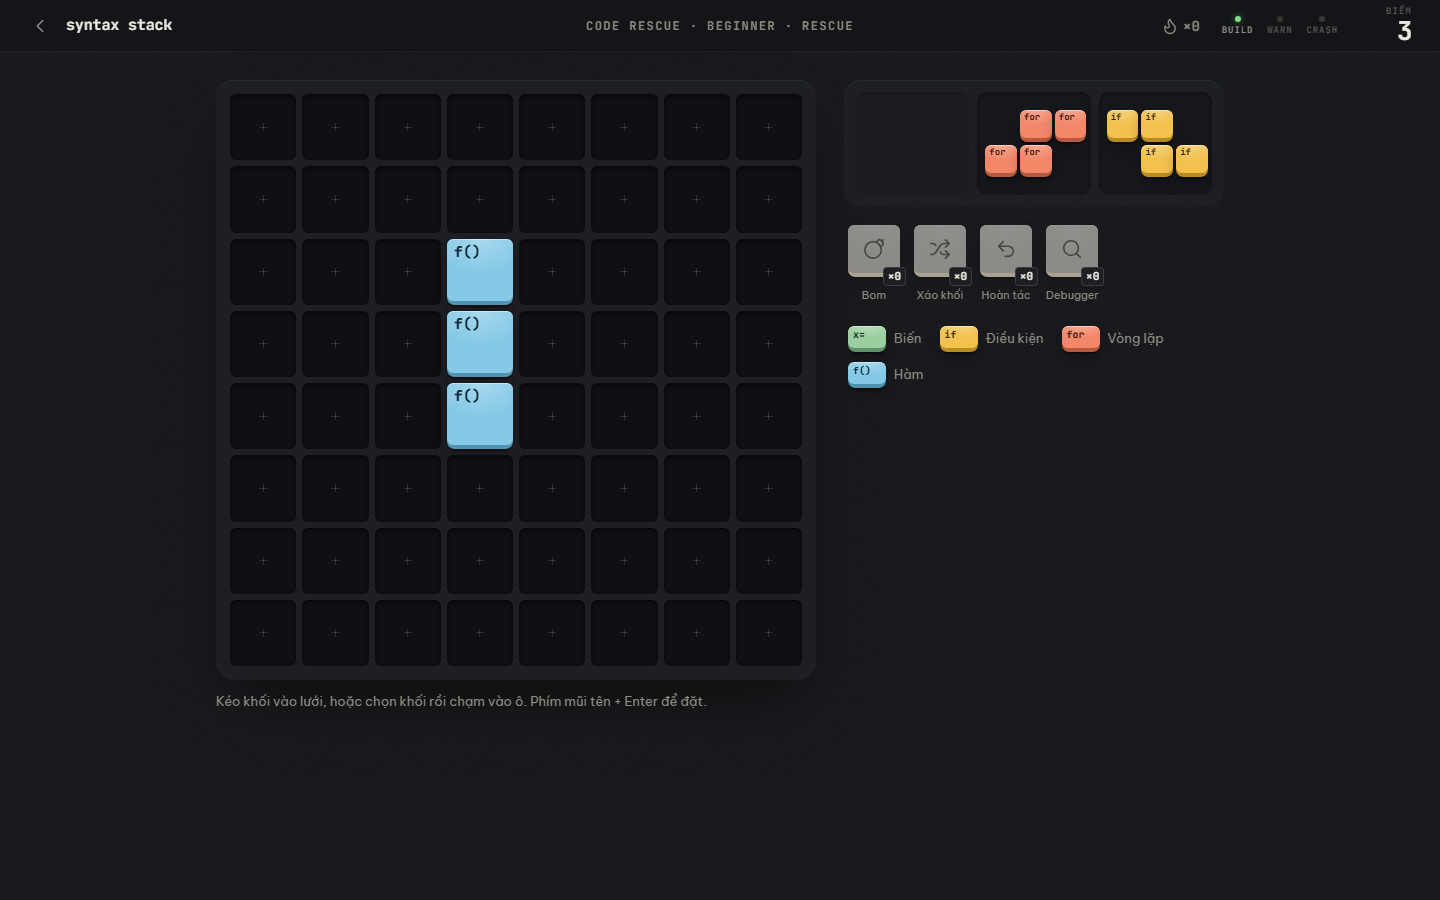 syntax stack
CODE RESCUE · BEGINNER · RESCUE
×0
BUILD WARN CRASH
ĐIỂM
3
for for
for for
if if
if if
f()
f()
f()
×0 ×0 ×0 ×0
Bom Xáo khối Hoàn tác Debugger
x= Biến if Điều kiện for Vòng lặp
f() Hàm
Kéo khối vào lưới, hoặc chọn khối rồi chạm vào ô. Phím mũi tên + Enter để đặt.